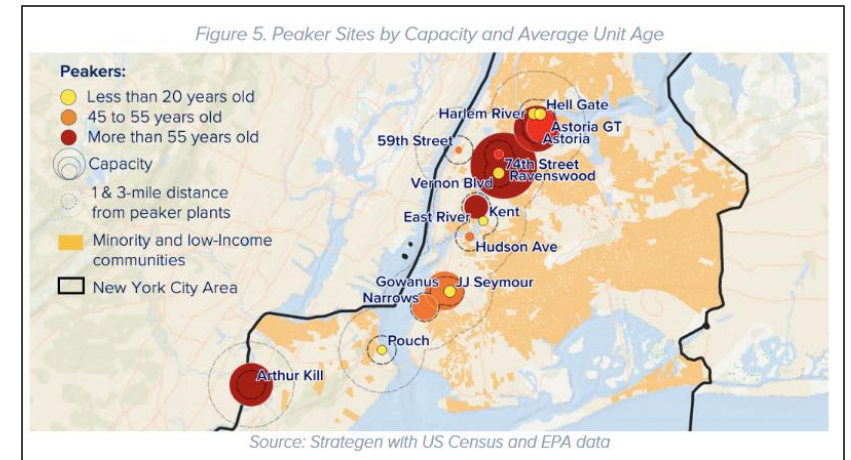 Figure 5. Peaker Sites by Capacity and Average Unit Age
Peakers:
Less than 20 years old
45 to 55 years old
More than 55 years old
Capacity
1 & 3-mile distance
from peaker plants
Minority and low-Income
communities
New York City Area
Hell Gate
Harlem River
Astoria GT
Astoria
59th Street
74th Street
Ravenswood
Vernon Blvd
Kent
East River
Hudson Ave
Gowanus
JJ Seymour
Narrows
Pouch
Arthur Kill
Source: Strategen with US Census and EPA data